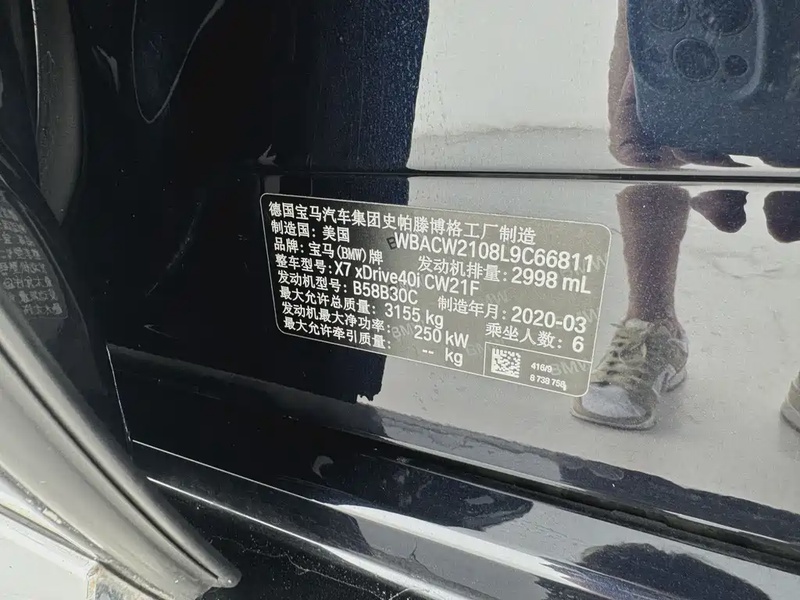 德国宝马汽车集团史帕滕博格工厂制造
制造国: 美国 WBACW2108L9C66811
品牌: 宝马(BMW)牌 发动机排量: 2998 mL
整车型号: X7 xDrive40i CW21F
发动机型号: B58B30C 制造年月: 2020-03
最大允许总质量: 3155 kg 乘坐人数: 6
发动机最大净功率: 250 kW
最大允许牵引质量: -- kg
416/9
8 738 758